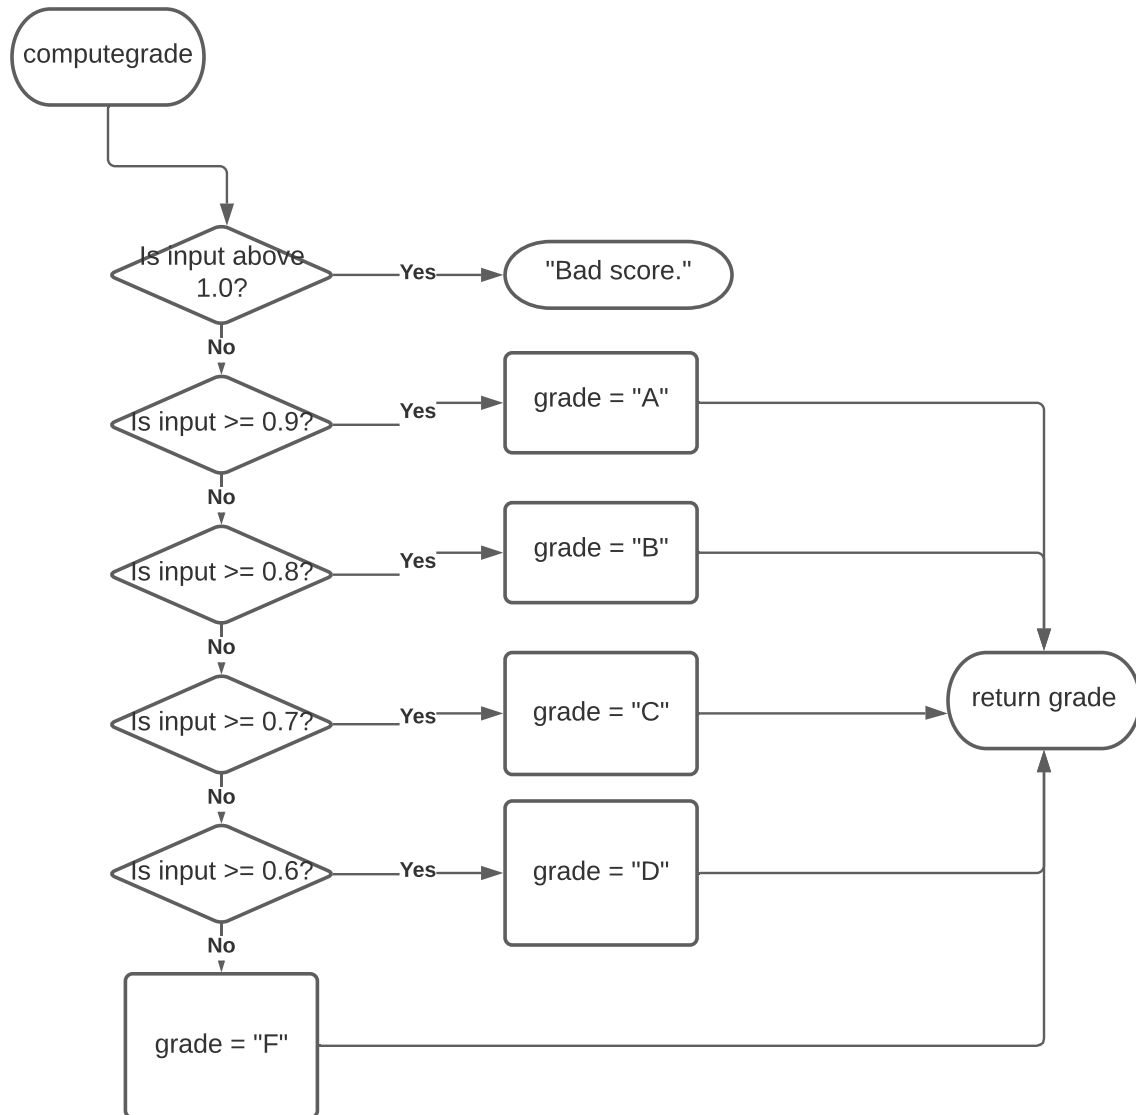 computegrade
Is input above
1.0?
Yes
"Bad score."
No
Is input >= 0.9?
Yes
grade = "A"
No
Is input >= 0.8?
Yes
grade = "B"
No
Is input >= 0.7?
Yes
grade = "C"
return grade
No
Is input >= 0.6?
Yes
grade = "D"
No
grade = "F"